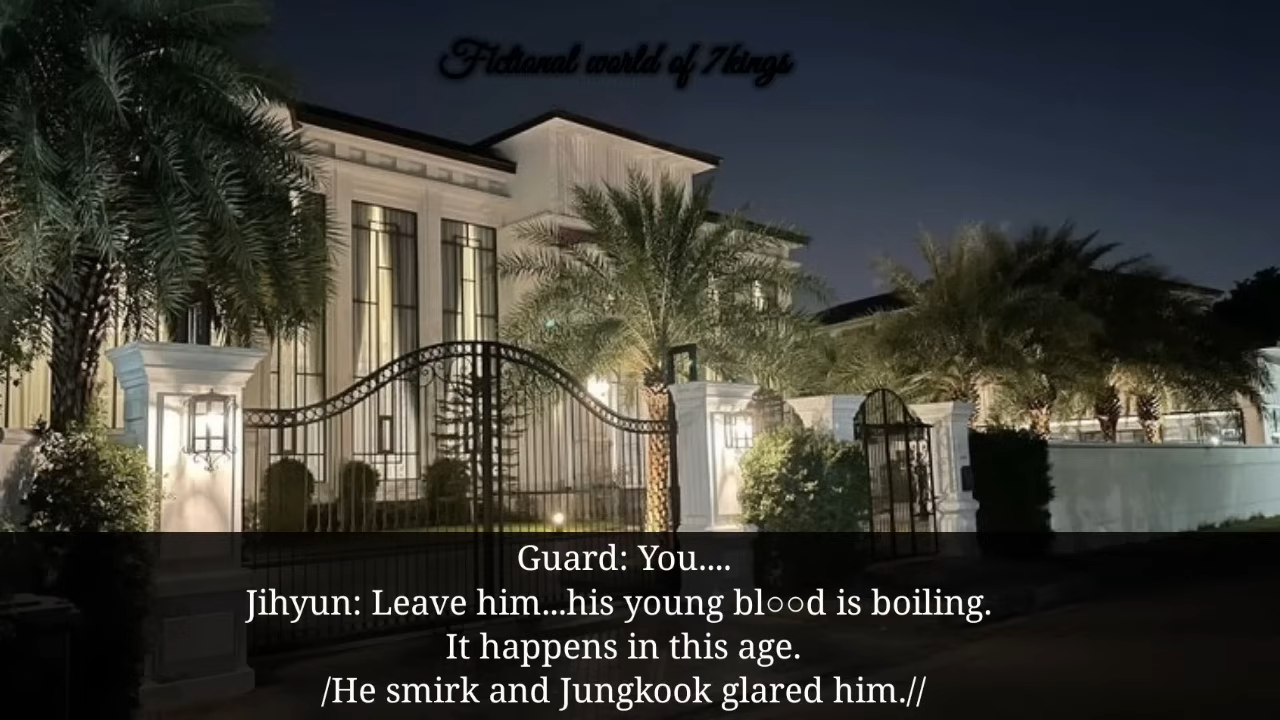 Fictional world of 7kings
Guard: You....
Jihyun: Leave him...his young bl○○d is boiling.
It happens in this age.
/He smirk and Jungkook glared him.//